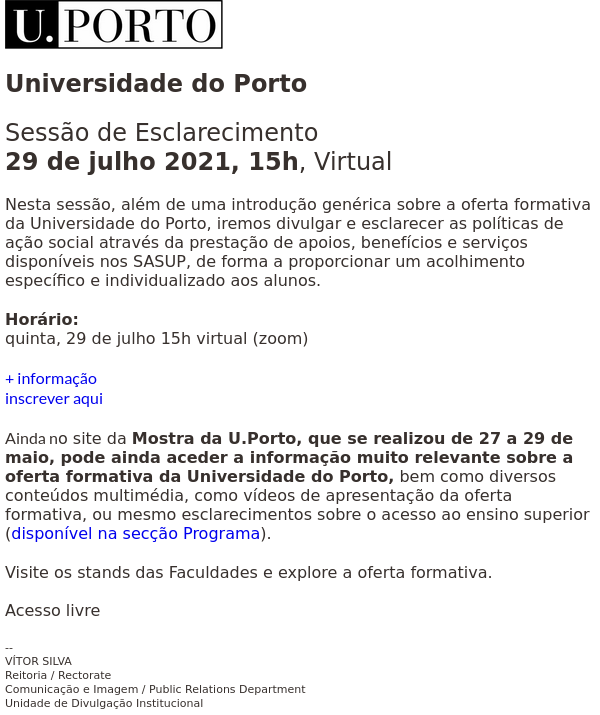 U.PORTO
Universidade do Porto
Sessão de Esclarecimento
29 de julho 2021, 15h, Virtual
Nesta sessão, além de uma introdução genérica sobre a oferta formativa
da Universidade do Porto, iremos divulgar e esclarecer as políticas de
ação social através da prestação de apoios, benefícios e serviços
disponíveis nos SASUP, de forma a proporcionar um acolhimento
específico e individualizado aos alunos.
Horário:
quinta, 29 de julho 15h virtual (zoom)
+ informação
inscrever aqui
Ainda no site da Mostra da U.Porto, que se realizou de 27 a 29 de
maio, pode ainda aceder a informação muito relevante sobre a
oferta formativa da Universidade do Porto, bem como diversos
conteúdos multimédia, como vídeos de apresentação da oferta
formativa, ou mesmo esclarecimentos sobre o acesso ao ensino superior
(disponível na secção Programa).
Visite os stands das Faculdades e explore a oferta formativa.
Acesso livre
--
VÍTOR SILVA
Reitoria / Rectorate
Comunicação e Imagem / Public Relations Department
Unidade de Divulgação Institucional